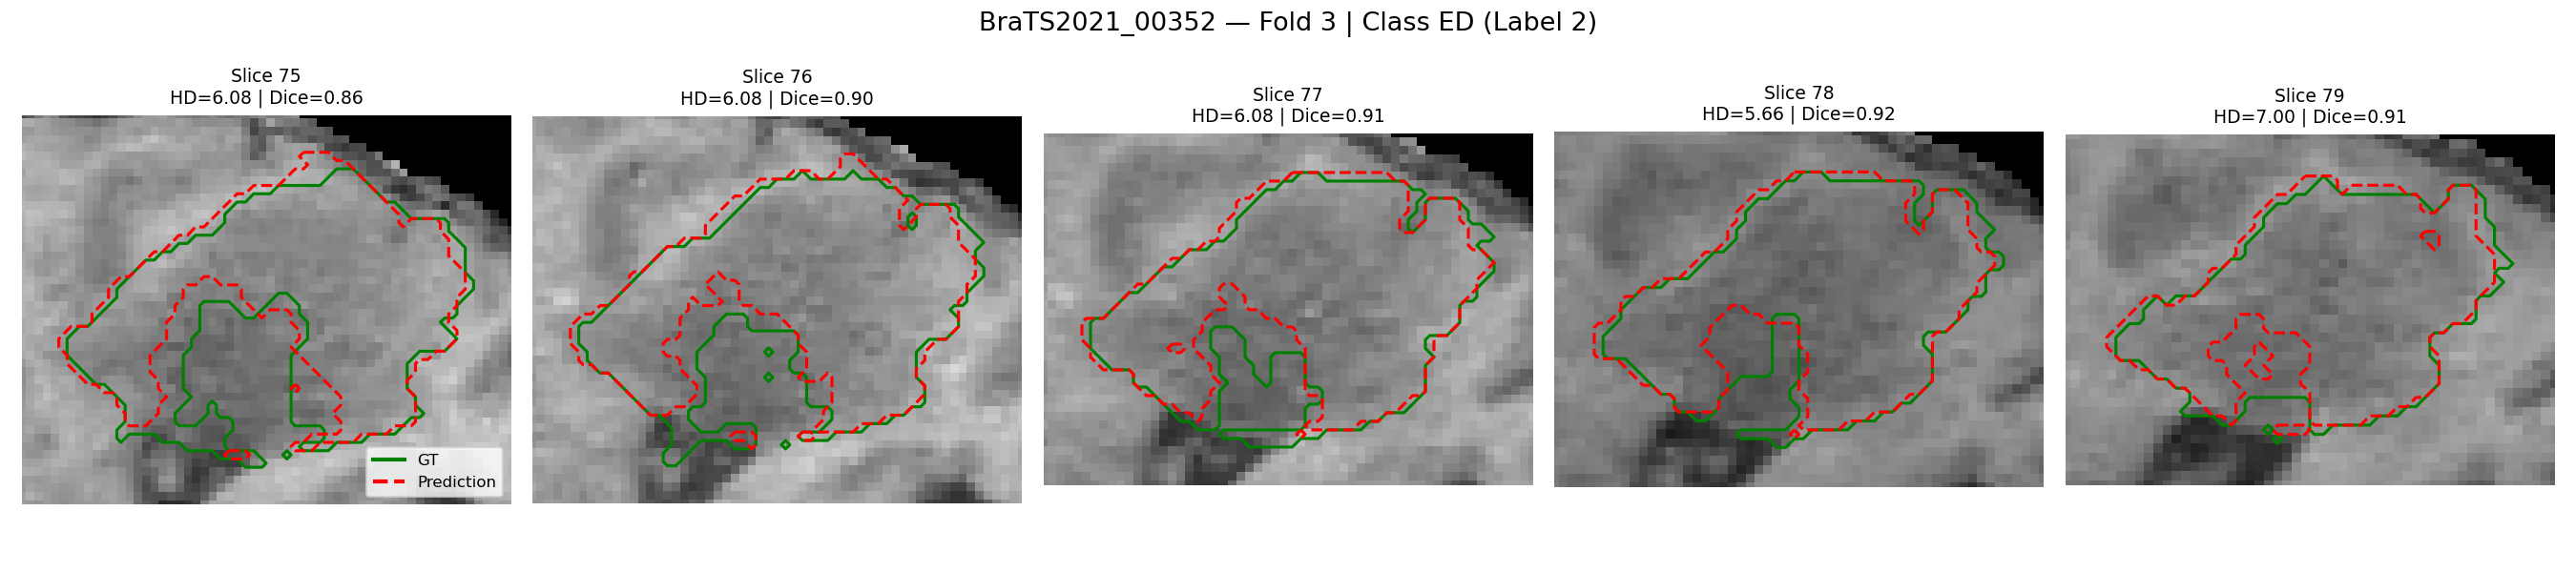 BraTS2021_00352 — Fold 3 | Class ED (Label 2)
Slice 75
HD=6.08 | Dice=0.86
Slice 76
HD=6.08 | Dice=0.90
Slice 77
HD=6.08 | Dice=0.91
Slice 78
HD=5.66 | Dice=0.92
Slice 79
HD=7.00 | Dice=0.91
GT
Prediction